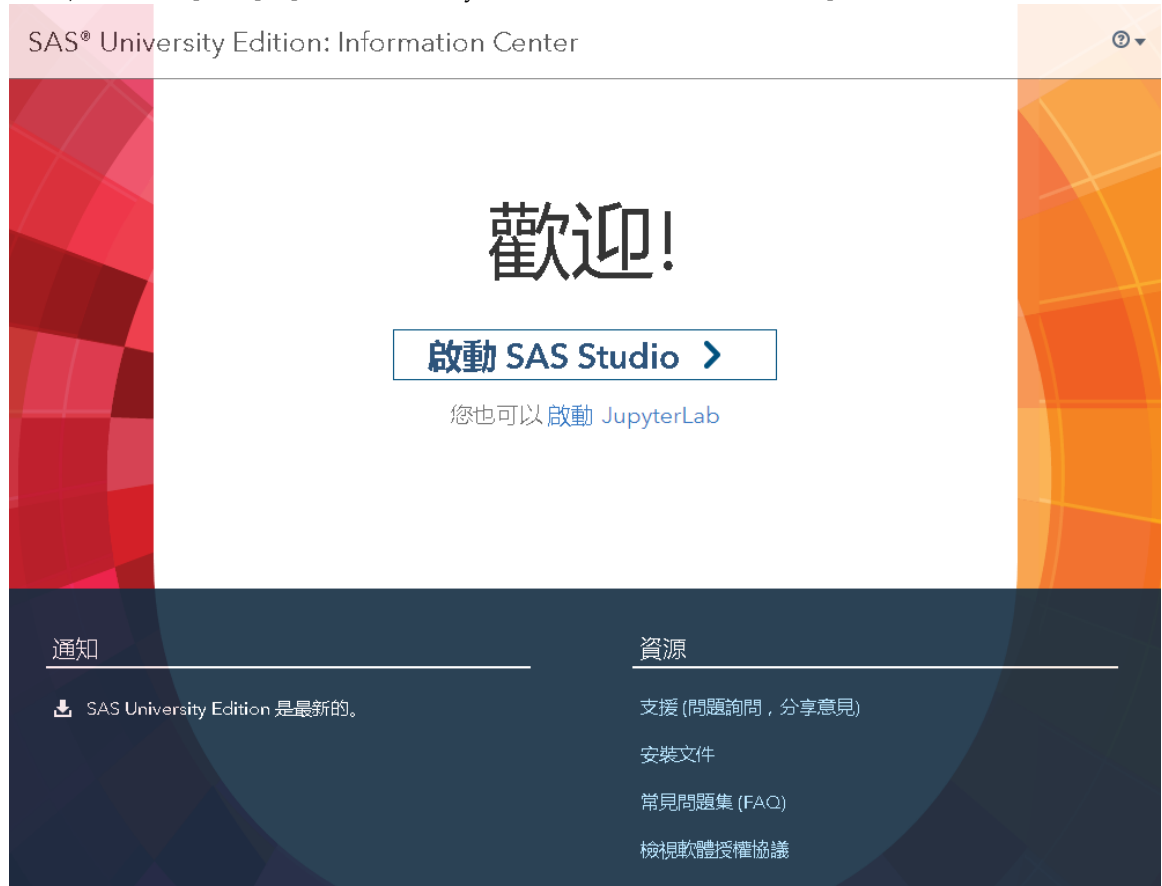 SAS® University Edition: Information Center
歡迎!
啟動 SAS Studio
您也可以 啟動 JupyterLab
通知
SAS University Edition 是最新的。
資源
支援 (問題詢問，分享意見)
安裝文件
常見問題集 (FAQ)
檢視軟體授權協議